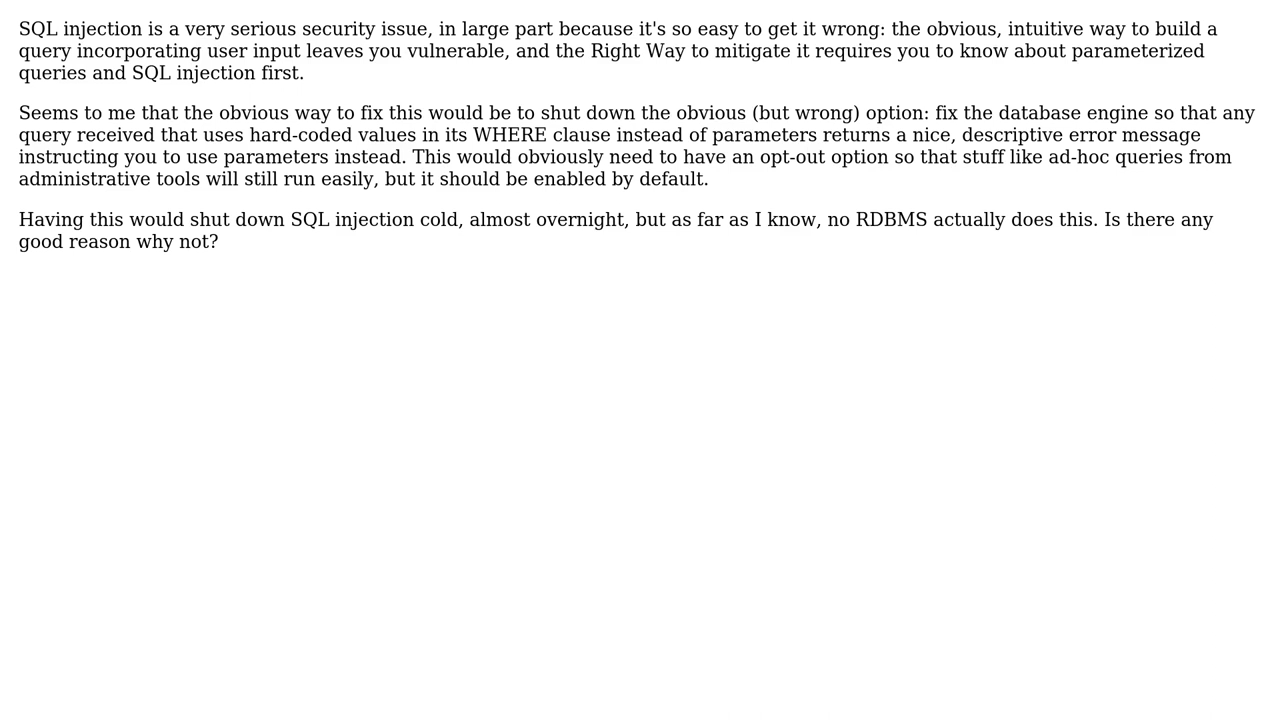 SQL injection is a very serious security issue, in large part because it's so easy to get it wrong: the obvious, intuitive way to build a
query incorporating user input leaves you vulnerable, and the Right Way to mitigate it requires you to know about parameterized
queries and SQL injection first.
Seems to me that the obvious way to fix this would be to shut down the obvious (but wrong) option: fix the database engine so that any
query received that uses hard-coded values in its WHERE clause instead of parameters returns a nice, descriptive error message
instructing you to use parameters instead. This would obviously need to have an opt-out option so that stuff like ad-hoc queries from
administrative tools will still run easily, but it should be enabled by default.
Having this would shut down SQL injection cold, almost overnight, but as far as I know, no RDBMS actually does this. Is there any
good reason why not?